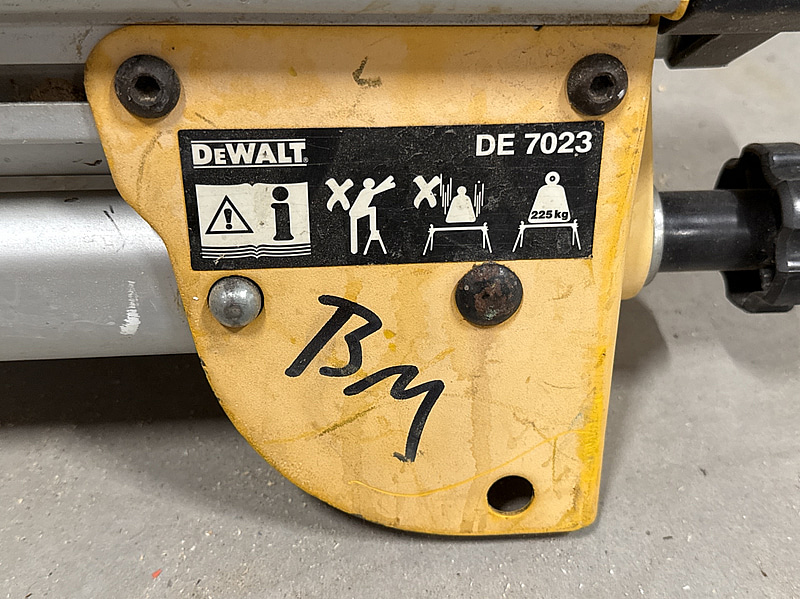 DEWALT®
DE 7023
225 kg
BM